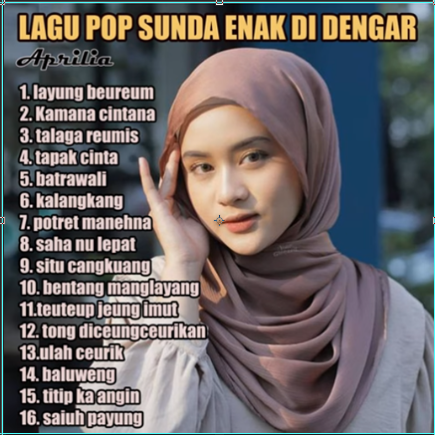 LAGU POP SUNDA ENAK DI DENGAR
Aprilia
1. layung beureum
2. Kamana cintana
3. talaga reumis
4. tapak cinta
5. batrawali
6. kalangkang
7. potret manehna
8. saha nu lepat
9. situ cangkuang
10. bentang manglayang
11.teuteup jeung imut
12. tong diceungceurikan
13.ulah ceurik
14. baluweng
15. titip ka angin
16. saiuh payung